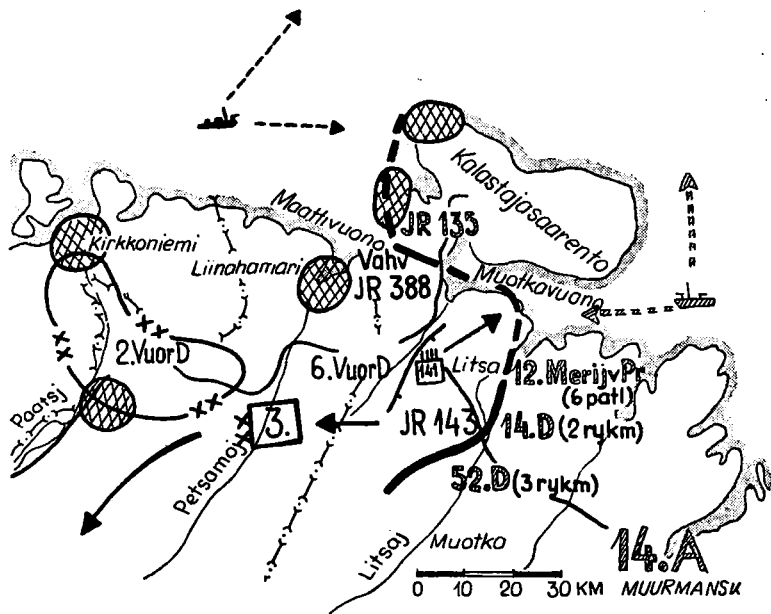 Kalastajasaarento
Maattivuono
JR 135
Kirkkoniemi
Liinahamari
Vahv
JR 388
Muotkavuono
2.VuorD
6.VuorD
141
Litsa
12.MerijvPr
(6 patl)
Paatsj
3.
JR 143
14.D (2 rykm)
Petsamoj
52.D (3 rykm)
Litsaj
Muotka
14.A
0 10 20 30 KM
MUURMANSK